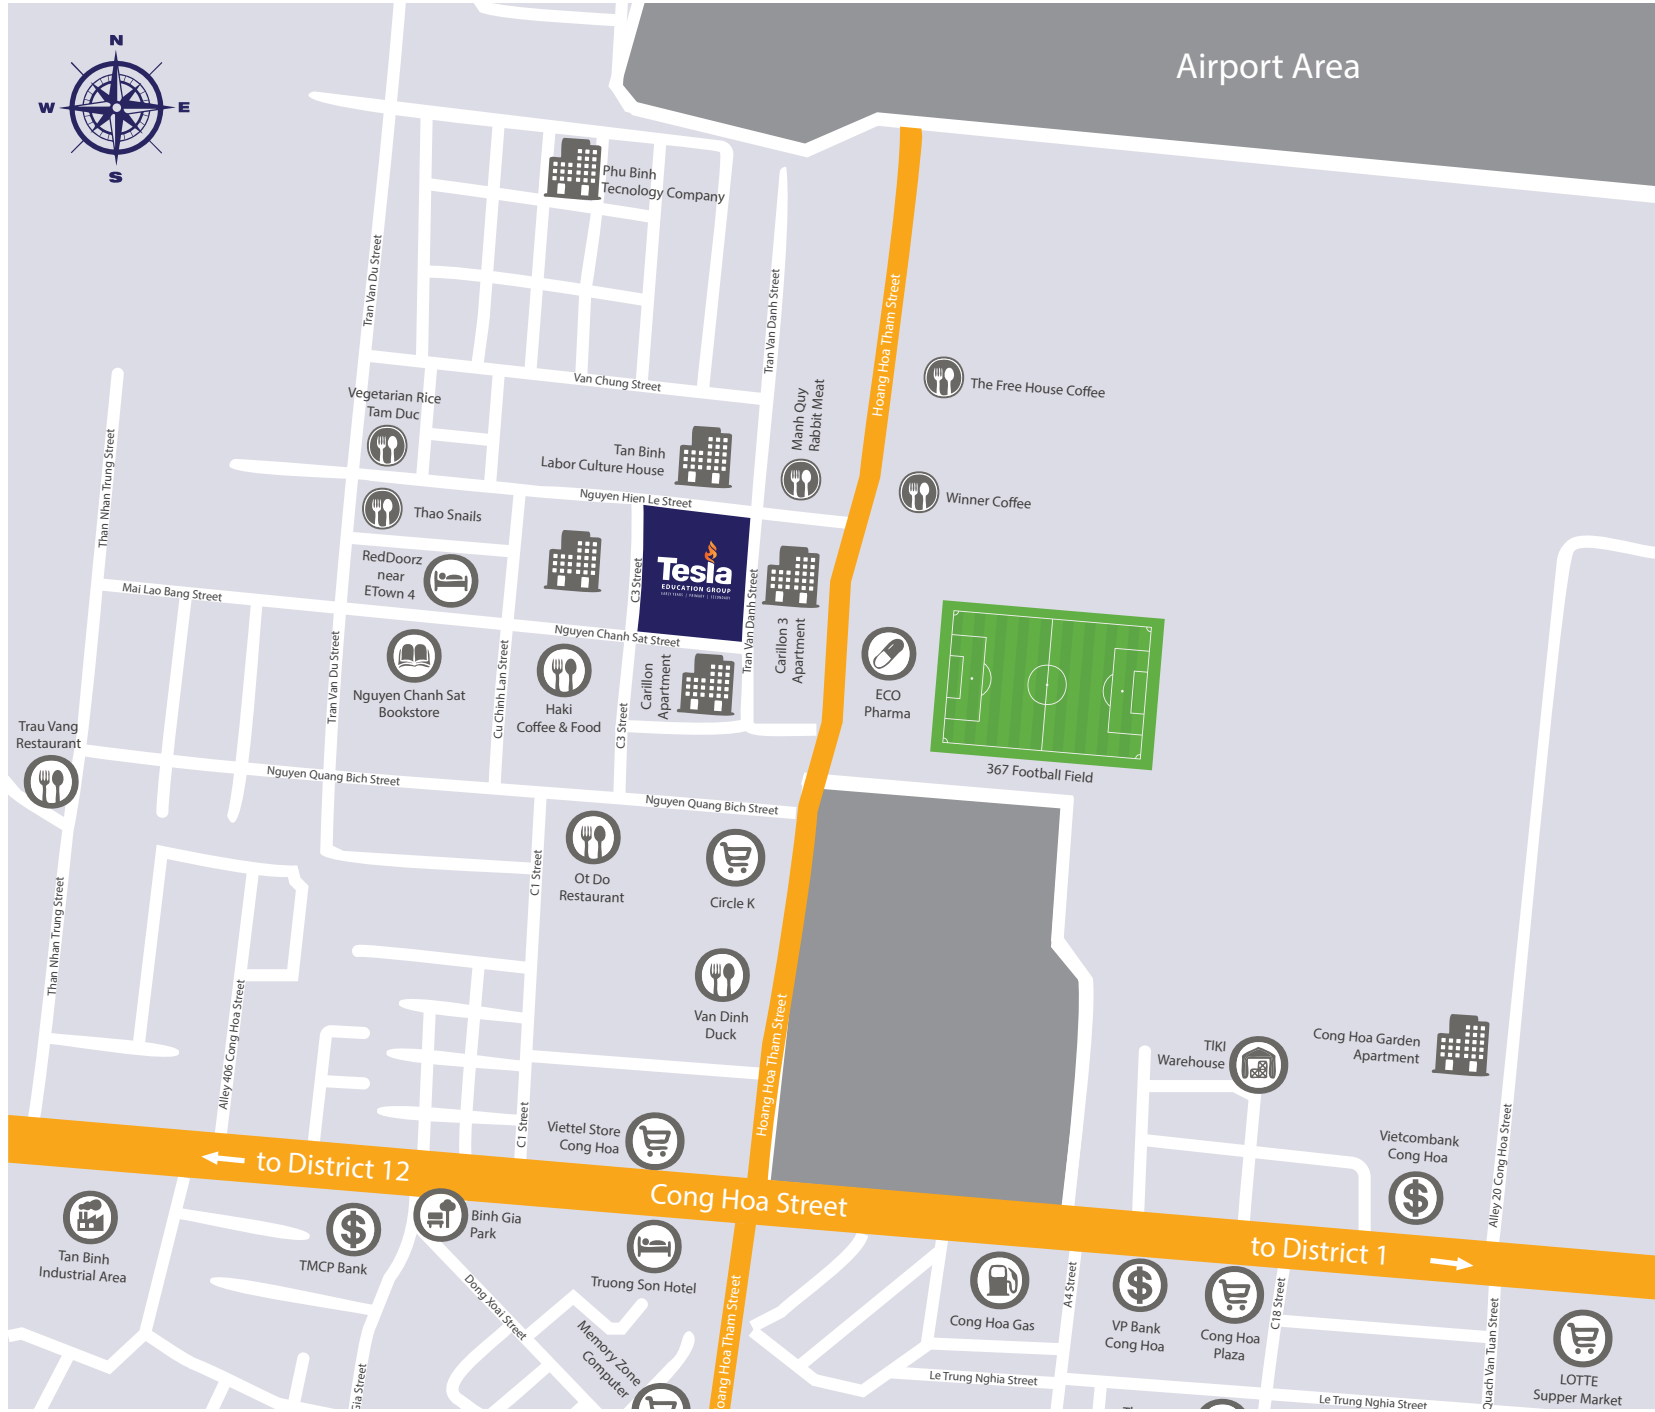 N
W
E
S
Airport Area
Phu Binh
Tecnology Company
Tran Van Du Street
Tran Van Danh Street
Hoang Hoa Tham Street
Van Chung Street
The Free House Coffee
Vegetarian Rice
Tam Duc
Manh Quy
Rabbit Meat
Than Nhan Trung Street
Tan Binh
Labor Culture House
Nguyen Hien Le Street
Winner Coffee
Thao Snails
RedDoorz
near
ETown 4
C3 Street
Tesla
EDUCATION GROUP
EARLY YEARS | PRIMARY | SECONDARY
Tran Van Danh Street
Mai Lao Bang Street
Nguyen Chanh Sat Street
Carillon 3
Apartment
Tran Van Du Street
Cu Chinh Lan Street
Carillon
Apartment
ECO
Pharma
Nguyen Chanh Sat
Bookstore
Haki
Coffee & Food
C3 Street
Trau Vang
Restaurant
367 Football Field
Nguyen Quang Bich Street
Nguyen Quang Bich Street
C1 Street
Ot Do
Restaurant
Circle K
Than Nhan Trung Street
Van Dinh
Duck
Alley 406 Cong Hoa Street
Hoang Hoa Tham Street
TIKI
Warehouse
Cong Hoa Garden
Apartment
C1 Street
Viettel Store
Cong Hoa
Vietcombank
Cong Hoa
Alley 20 Cong Hoa Street
to District 12
Cong Hoa Street
to District 1
Tan Binh
Industrial Area
TMCP Bank
Binh Gia
Park
Truong Son Hotel
Dong Xoai Street
Memory Zone
Computer
oang Hoa Tham Street
Cong Hoa Gas
A4 Street
VP Bank
Cong Hoa
Cong Hoa
Plaza
C18 Street
Quach Van Tuan Street
LOTTE
Supper Market
Gia Street
Le Trung Nghia Street
Le Trung Nghia Street